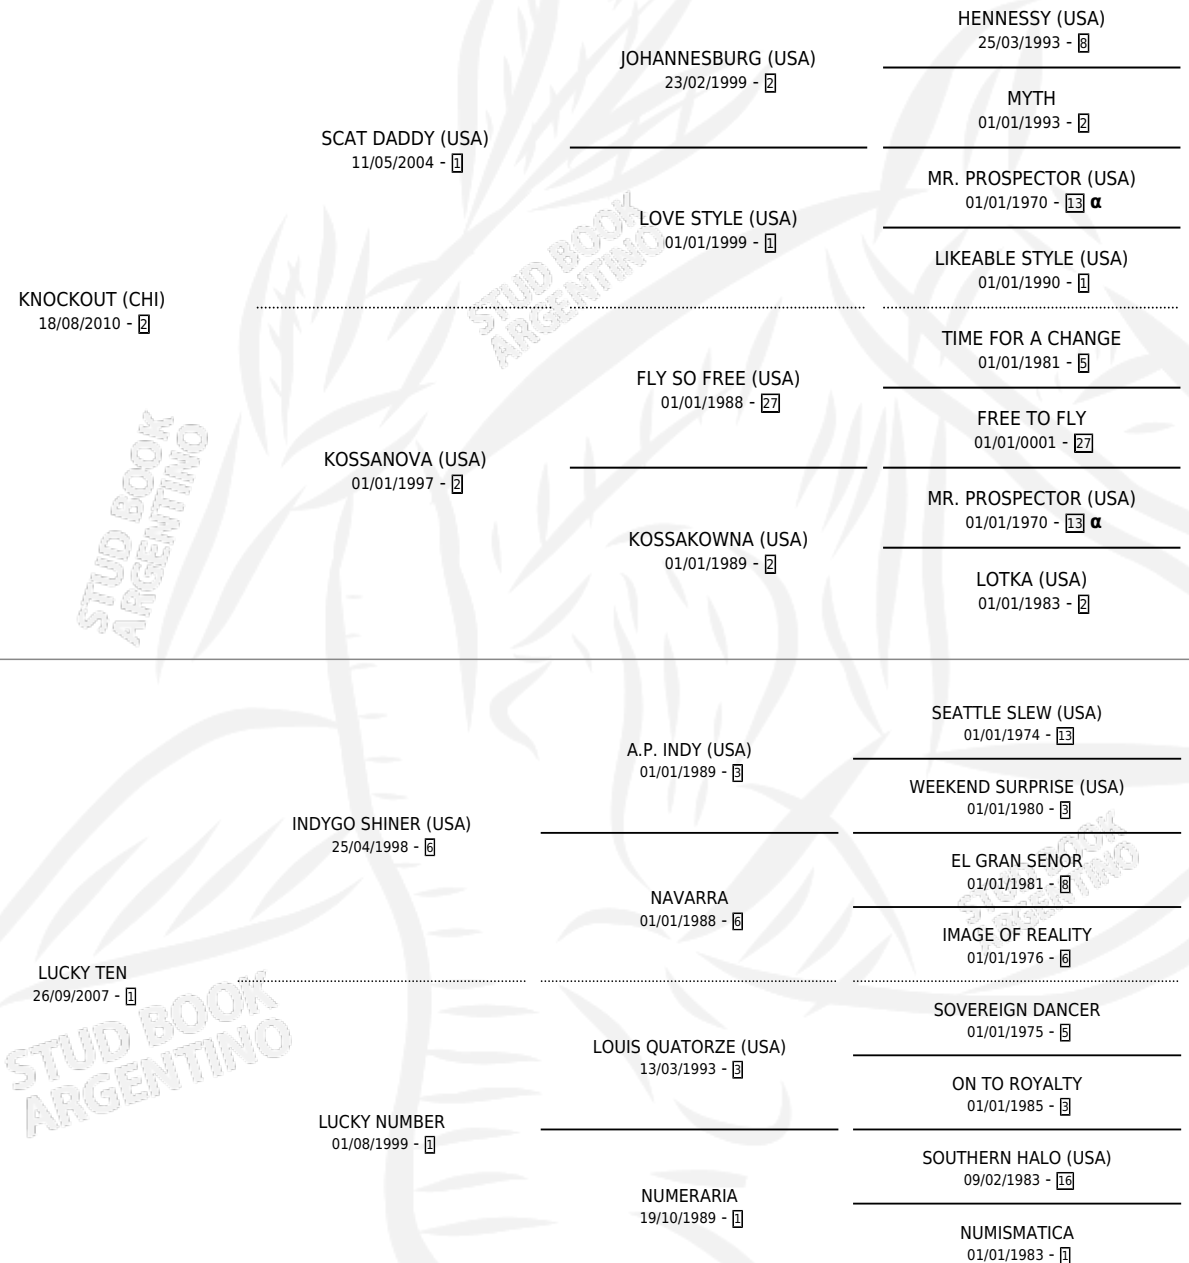 HENNESSY (USA)
25/03/1993 - 8
JOHANNESBURG (USA)
23/02/1999 - 2
MYTH
01/01/1993 - 2
SCAT DADDY (USA)
11/05/2004 - 1
MR. PROSPECTOR (USA)
01/01/1970 - 13 α
LOVE STYLE (USA)
01/01/1999 - 1
LIKEABLE STYLE (USA)
01/01/1990 - 1
KNOCKOUT (CHI)
18/08/2010 - 2
TIME FOR A CHANGE
01/01/1981 - 5
FLY SO FREE (USA)
01/01/1988 - 27
FREE TO FLY
01/01/0001 - 27
KOSSANOVA (USA)
01/01/1997 - 2
MR. PROSPECTOR (USA)
01/01/1970 - 13 α
KOSSAKOWNA (USA)
01/01/1989 - 2
LOTKA (USA)
01/01/1983 - 2
SEATTLE SLEW (USA)
01/01/1974 - 13
A.P. INDY (USA)
01/01/1989 - 3
WEEKEND SURPRISE (USA)
01/01/1980 - 3
INDYGO SHINER (USA)
25/04/1998 - 6
EL GRAN SENOR
01/01/1981 - 8
NAVARRA
01/01/1988 - 6
IMAGE OF REALITY
01/01/1976 - 6
LUCKY TEN
26/09/2007 - 1
SOVEREIGN DANCER
01/01/1975 - 5
LOUIS QUATORZE (USA)
13/03/1993 - 3
ON TO ROYALTY
01/01/1985 - 3
LUCKY NUMBER
01/08/1999 - 1
SOUTHERN HALO (USA)
09/02/1983 - 16
NUMERARIA
19/10/1989 - 1
NUMISMATICA
01/01/1983 - 1
STUD BOOK
ARGENTINO
STUD BOOK
ARGENTINO
STUD BOOK
ARGENTINO
STUD BOOK
ARGENTINO